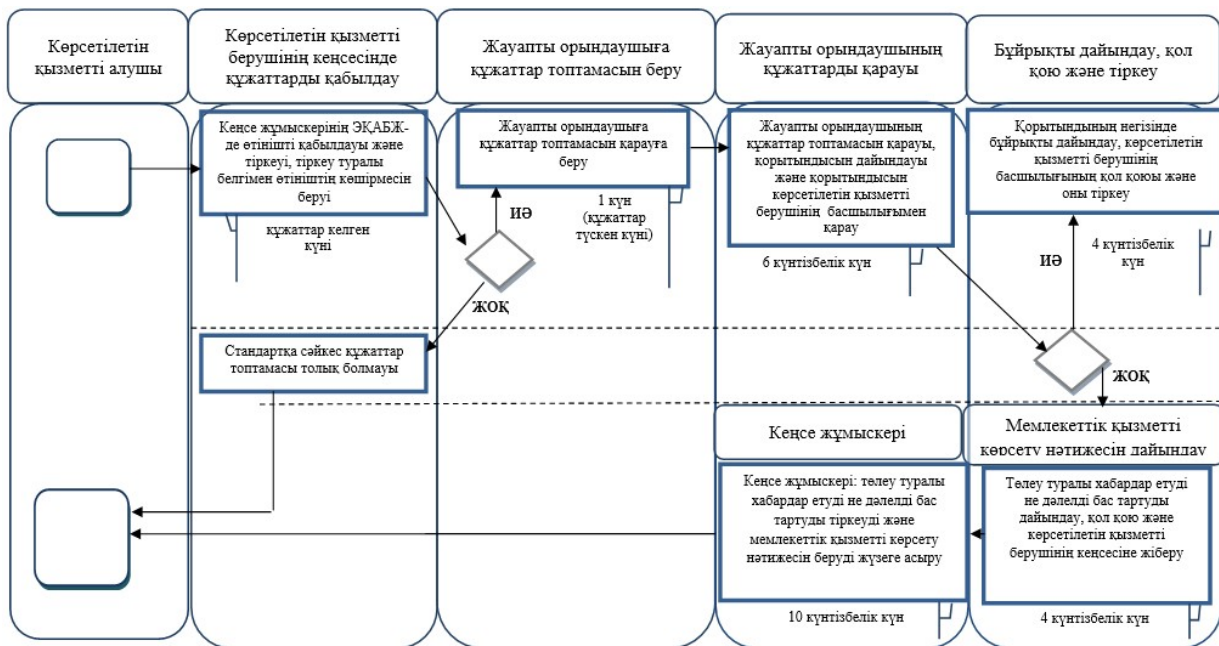 Көрсетілетін
қызметті алушы
Көрсетілетін қызметті
берушінің кеңсесінде
құжаттарды қабылдау
Жауапты орындаушыға
құжаттар топтамасын беру
Жауапты орындаушының
құжаттарды қарауы
Бұйрықты дайындау, қол
қою және тіркеу
Кеңсе жұмыскерінің ЭҚАБЖ-
де өтінішті қабылдауы және
тіркеуі, тіркеу туралы
белгімен өтініштің көшірмесін
беруі
құжаттар келген
күні
Жауапты орындаушыға
құжаттар топтамасын қарауға
беру
иә
1 күн
(құжаттар
түскен күні)
жоқ
Жауапты орындаушының
құжаттар топтамасын қарауы,
қорытындысын дайындауы
және қорытындысын
көрсетілетін қызметті
берушінің басшылығымен
қарау
6 күнтізбелік күн
Қорытындының негізінде
бұйрықты дайындау, көрсетілетін
қызметті берушінің
басшылығының қол қоюы және
оны тіркеу
иә
4 күнтізбелік
күн
Стандартқа сәйкес құжаттар
топтамасы толық болмауы
жоқ
Кеңсе жұмыскері
Мемлекеттік қызметті
көрсету нәтижесін дайындау
Кеңсе жұмыскері: төлеу туралы
хабардар етуді не дәлелді бас
тартуды тіркеуді және
мемлекеттік қызметті көрсету
нәтижесін беруді жүзеге асыру
10 күнтізбелік күн
Төлеу туралы хабардар етуді
не дәлелді бас тартуды
дайындау, қол қою және
көрсетілетін қызметті
берушінің кеңсесіне жіберу
4 күнтізбелік күн